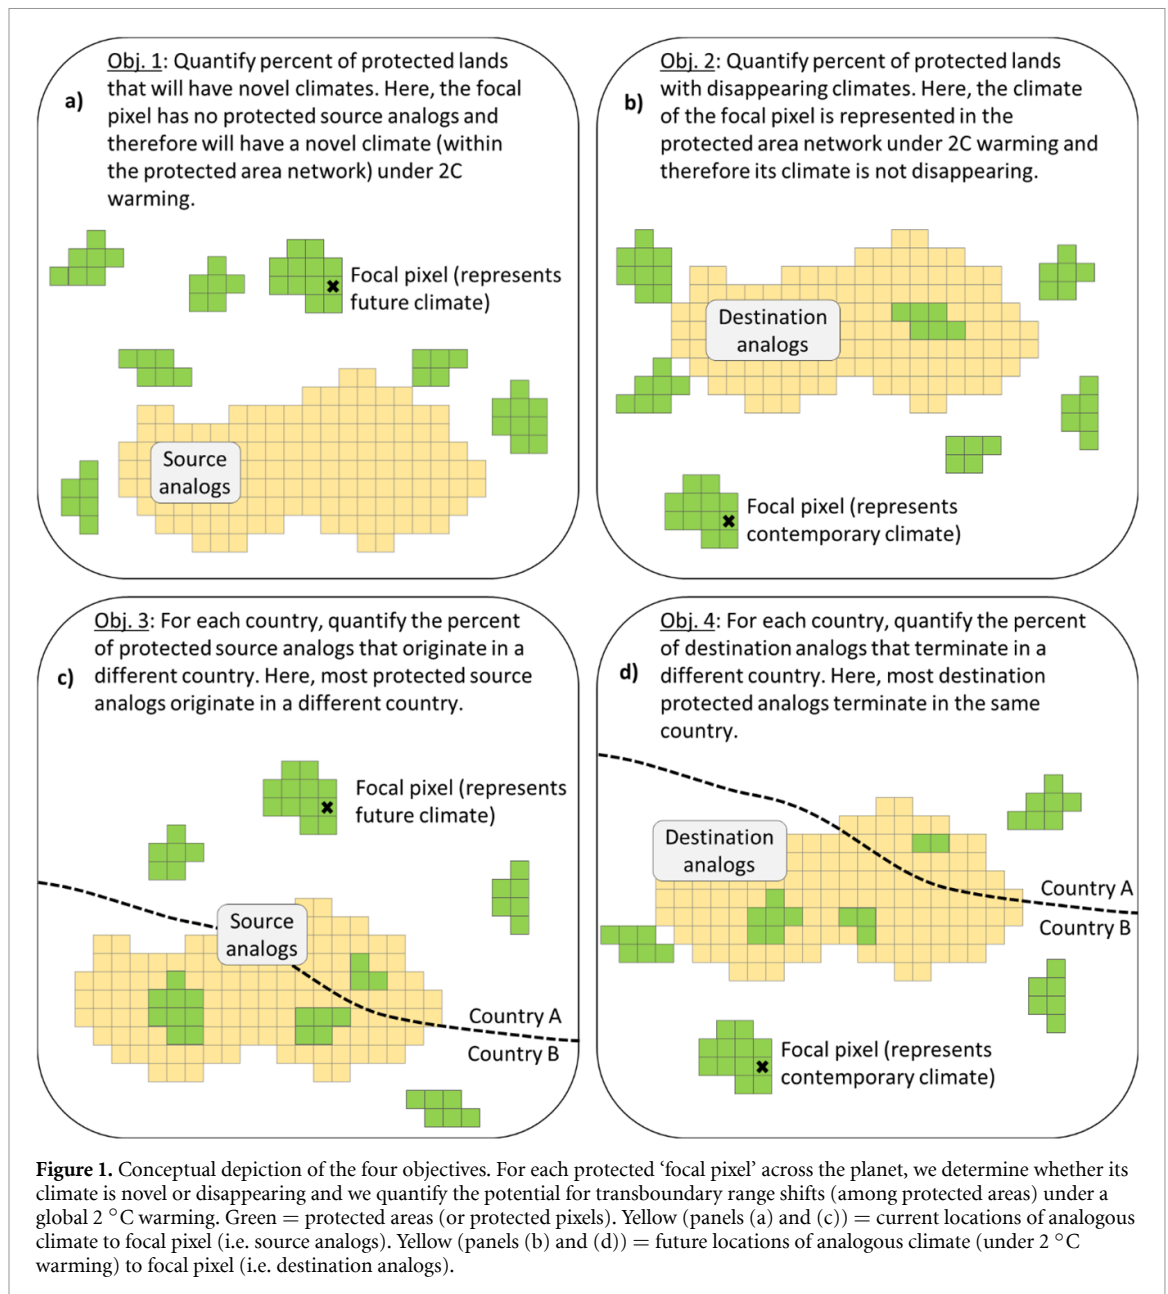 a)
Obj. 1: Quantify percent of protected lands
that will have novel climates. Here, the focal
pixel has no protected source analogs and
therefore will have a novel climate (within
the protected area network) under 2C
warming.
Focal pixel (represents
future climate)
Source
analogs
b)
Obj. 2: Quantify percent of protected lands
with disappearing climates. Here, the climate
of the focal pixel is represented in the
protected area network under 2C warming and
therefore its climate is not disappearing.
Destination
analogs
Focal pixel (represents
contemporary climate)
c)
Obj. 3: For each country, quantify the percent
of protected source analogs that originate in a
different country. Here, most protected source
analogs originate in a different country.
Focal pixel (represents
future climate)
Source
analogs
Country A
Country B
d)
Obj. 4: For each country, quantify the percent
of destination analogs that terminate in a
different country. Here, most destination
protected analogs terminate in the same
country.
Destination
analogs
Country A
Country B
Focal pixel (represents
contemporary climate)
Figure 1. Conceptual depiction of the four objectives. For each protected ‘focal pixel’ across the planet, we determine whether its
climate is novel or disappearing and we quantify the potential for transboundary range shifts (among protected areas) under a
global 2 °C warming. Green = protected areas (or protected pixels). Yellow (panels (a) and (c)) = current locations of analogous
climate to focal pixel (i.e. source analogs). Yellow (panels (b) and (d)) = future locations of analogous climate (under 2 °C
warming) to focal pixel (i.e. destination analogs).